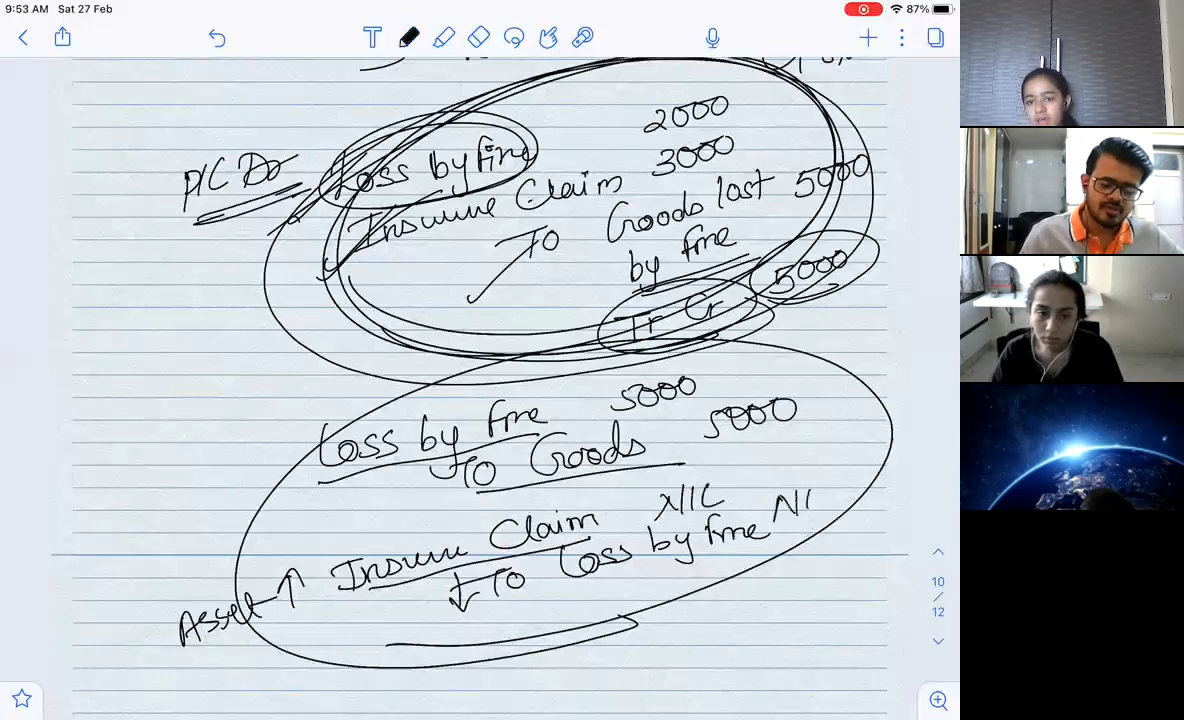 9:53 AM Sat 27 Feb
87%
T
Loss by fire 2000
P/L Dr
Insurance Claim 3000
To Goods lost 5000
by fire
Tr Cr 5000
Loss by fire 5000
To Goods 5000
Insurance Claim
To Loss by fire
Asset ↑
10
/
12